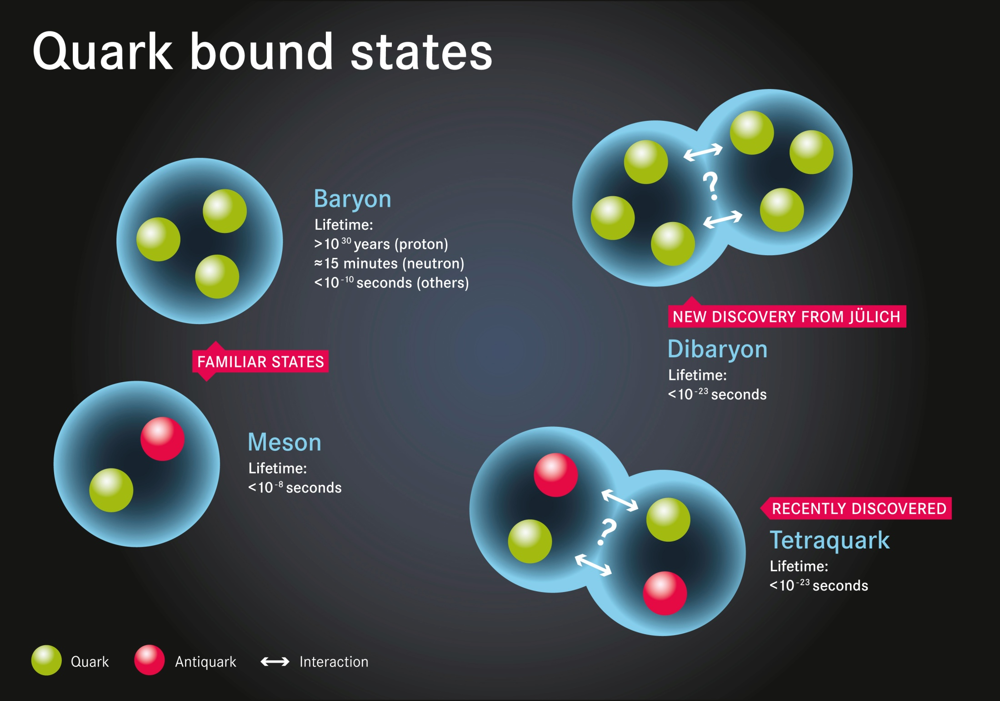 Quark bound states
Baryon
Lifetime:
>10³⁰ years (proton)
≈15 minutes (neutron)
<10⁻¹⁰ seconds (others)
?
NEW DISCOVERY FROM JÜLICH
Dibaryon
Lifetime:
<10⁻²³ seconds
FAMILIAR STATES
Meson
Lifetime:
<10⁻⁸ seconds
?
RECENTLY DISCOVERED
Tetraquark
Lifetime:
<10⁻²³ seconds
Quark Antiquark Interaction